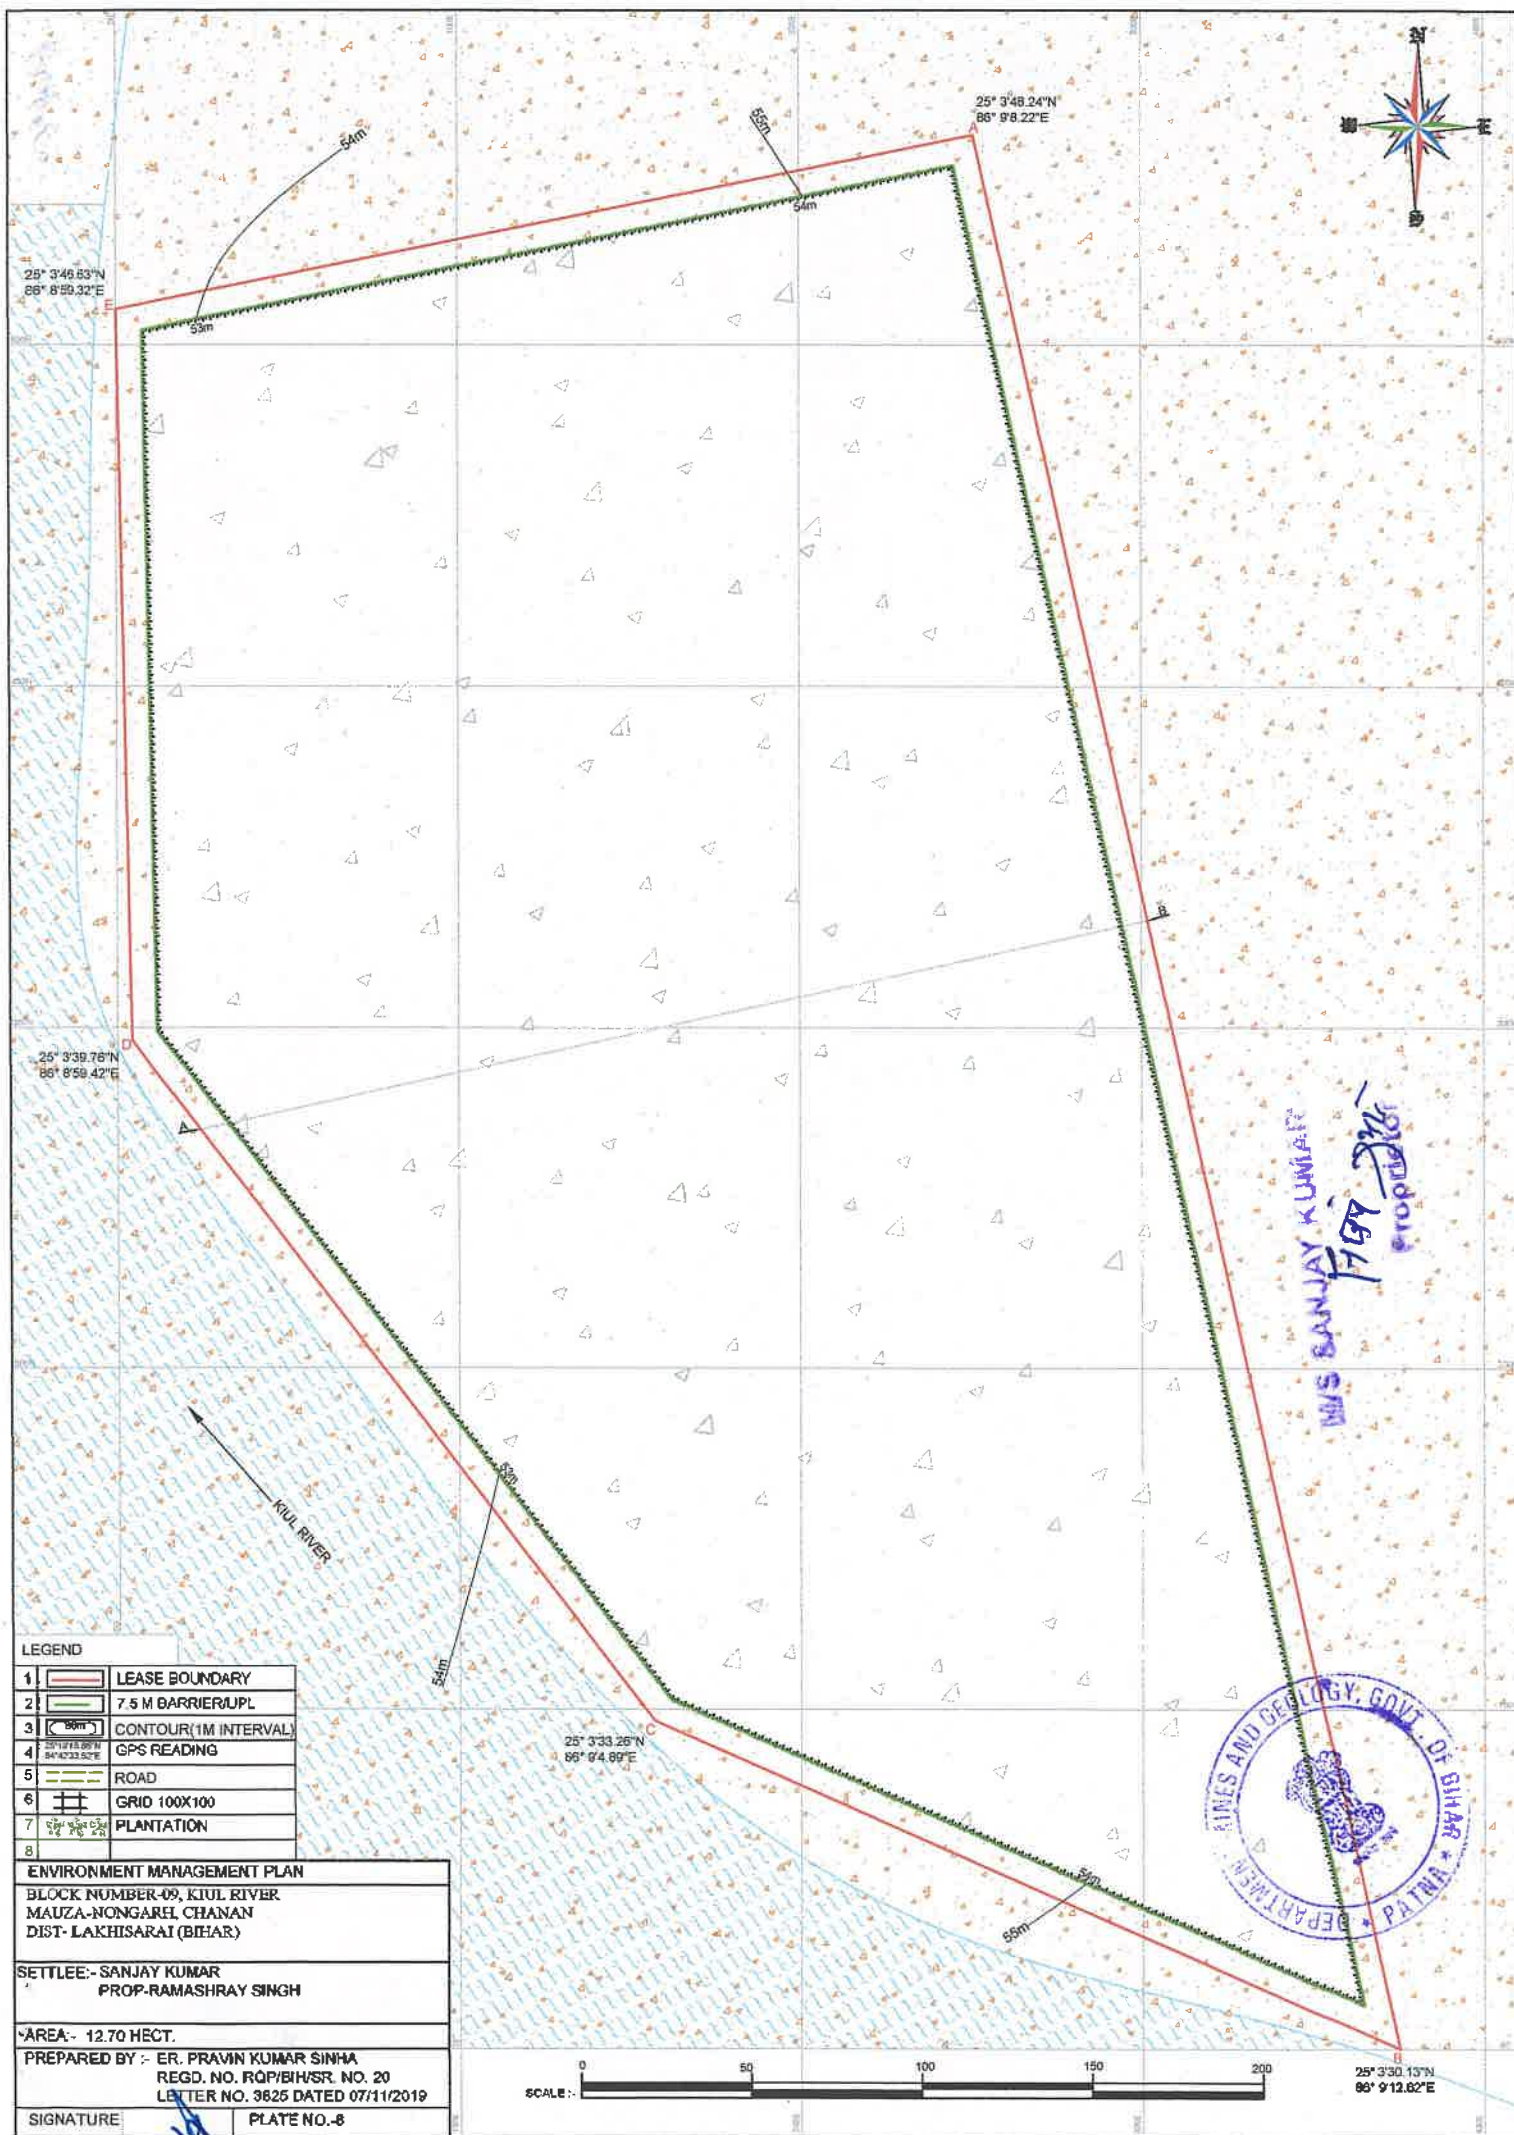 25° 3'48.24"N
86° 9'8.22"E
A
N
55m
54m
54m
25° 3'46.63"N
86° 8'59.32"E
E
53m
B
D
25° 3'39.76"N
86° 8'59.42"E
A
M/S SANJAY KUMAR
Proprietor
KIUL RIVER
53m
54m
C
25° 3'33.26"N
86° 9'4.89"E
54m
55m
MINES AND GEOLOGY, GOVT. OF BIHAR * PATNA * DEPARTMEN
LEGEND
1 LEASE BOUNDARY
2 7.5 M BARRIER/UPL
3 CONTOUR(1M INTERVAL)
4 GPS READING
5 ROAD
6 GRID 100X100
7 PLANTATION
8
ENVIRONMENT MANAGEMENT PLAN
BLOCK NUMBER-09, KIUL RIVER
MAUZA-NONGARH, CHANAN
DIST- LAKHISARAI (BIHAR)
SETTLEE:- SANJAY KUMAR
PROP-RAMASHRAY SINGH
AREA:- 12.70 HECT.
PREPARED BY :- ER. PRAVIN KUMAR SINHA
REGD. NO. RQP/BIH/SR. NO. 20
LETTER NO. 3625 DATED 07/11/2019
SIGNATURE PLATE NO.-8
SCALE :- 0 50 100 150 200
B
25° 3'30.13"N
86° 9'12.82"E